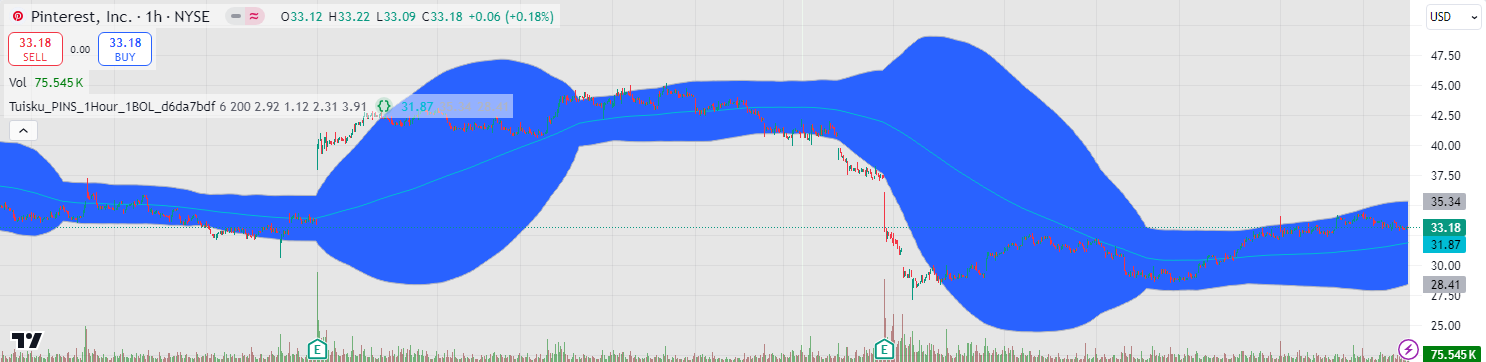 Pinterest, Inc. · 1h · NYSE O33.12 H33.22 L33.09 C33.18 +0.06 (+0.18%)
USD
33.18 SELL 0.00 33.18 BUY
Vol 75.545 K
Tuisku_PINS_1Hour_1BOL_d6da7bdf 6 200 2.92 1.12 2.31 3.91 31.87
47.50
45.00
42.50
40.00
37.50
35.34
33.18
31.87
30.00
28.41
27.50
25.00
75.545 K
E
E